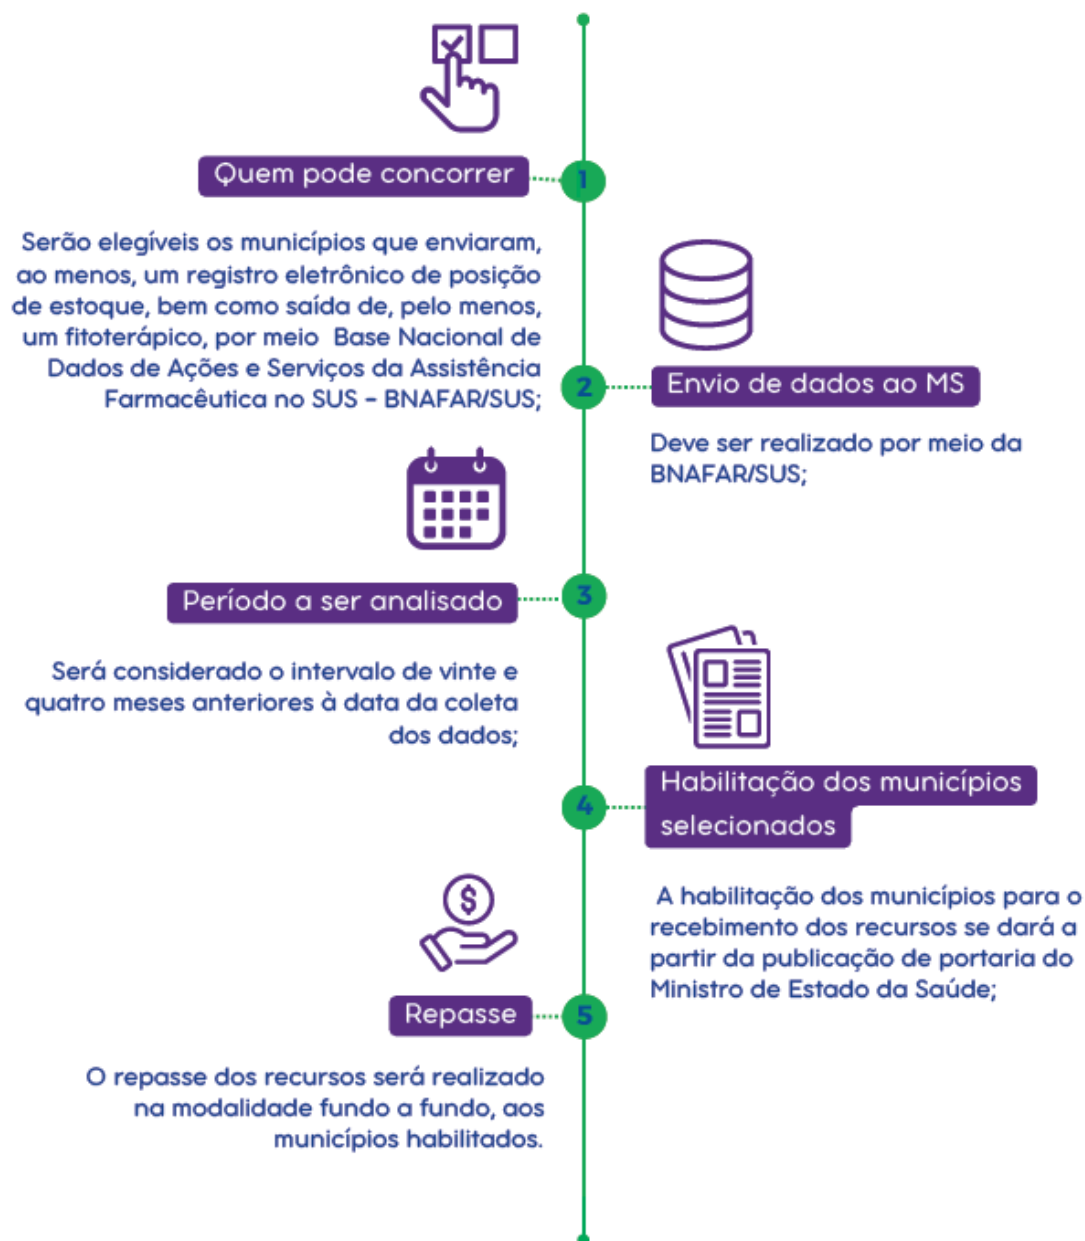 Quem pode concorrer
1
Serão elegíveis os municípios que enviaram,
ao menos, um registro eletrônico de posição
de estoque, bem como saída de, pelo menos,
um fitoterápico, por meio Base Nacional de
Dados de Ações e Serviços da Assistência
Farmacêutica no SUS - BNAFAR/SUS;
2
Envio de dados ao MS
Deve ser realizado por meio da
BNAFAR/SUS;
Período a ser analisado
3
Será considerado o intervalo de vinte e
quatro meses anteriores à data da coleta
dos dados;
4
Habilitação dos municípios
selecionados
A habilitação dos municípios para o
recebimento dos recursos se dará a
partir da publicação de portaria do
Ministro de Estado da Saúde;
$
Repasse
5
O repasse dos recursos será realizado
na modalidade fundo a fundo, aos
municípios habilitados.